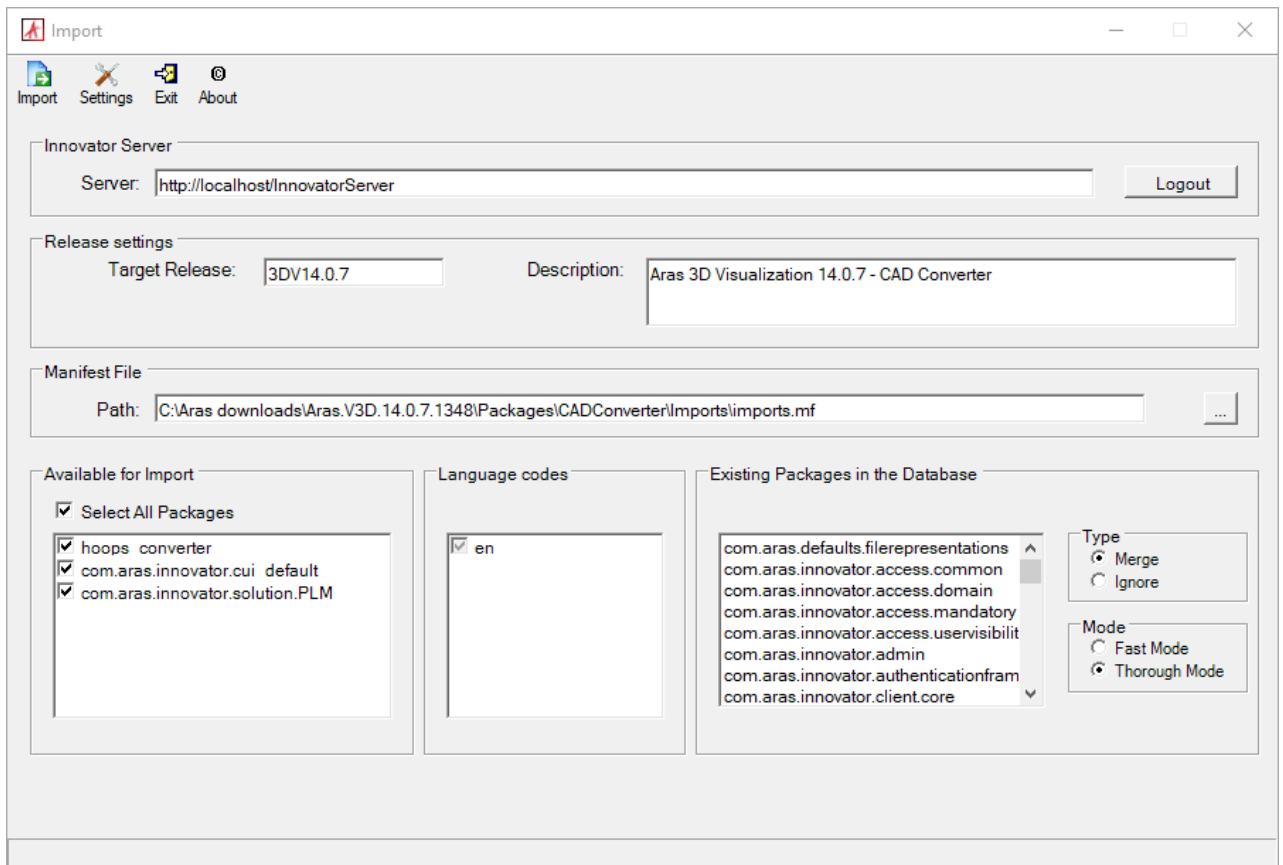 Import
Import Settings Exit About
Innovator Server
Server: http://localhost/InnovatorServer Logout
Release settings
Target Release: 3DV14.0.7 Description: Aras 3D Visualization 14.0.7 - CAD Converter
Manifest File
Path: C:\Aras downloads\Aras.V3D.14.0.7.1348\Packages\CADConverter\Imports\imports.mf ...
Available for Import
Select All Packages
hoops_converter
com.aras.innovator.cui_default
com.aras.innovator.solution.PLM
Language codes
en
Existing Packages in the Database
com.aras.defaults.filerepresentations
com.aras.innovator.access.common
com.aras.innovator.access.domain
com.aras.innovator.access.mandatory
com.aras.innovator.access.uservisibilit
com.aras.innovator.admin
com.aras.innovator.authenticationfram
com.aras.innovator.client.core
Type
Merge
Ignore
Mode
Fast Mode
Thorough Mode